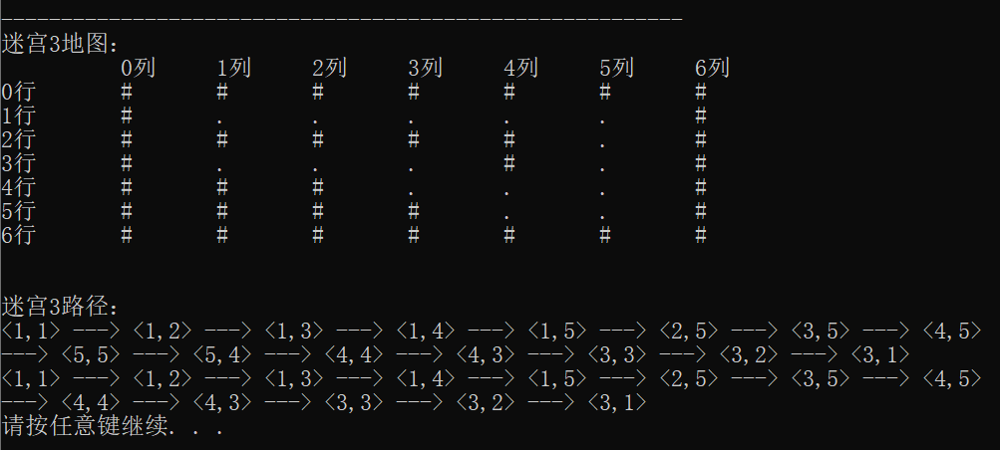 ---------------------------------------------------------
迷宫3地图:
0列 1列 2列 3列 4列 5列 6列
0行 # # # # # # #
1行 # . . . . . #
2行 # # # # # . #
3行 # . . . # . #
4行 # # # . . . #
5行 # # # # . . #
6行 # # # # # # #
迷宫3路径:
<1,1> ---> <1,2> ---> <1,3> ---> <1,4> ---> <1,5> ---> <2,5> ---> <3,5> ---> <4,5>
---> <5,5> ---> <5,4> ---> <4,4> ---> <4,3> ---> <3,3> ---> <3,2> ---> <3,1>
<1,1> ---> <1,2> ---> <1,3> ---> <1,4> ---> <1,5> ---> <2,5> ---> <3,5> ---> <4,5>
---> <4,4> ---> <4,3> ---> <3,3> ---> <3,2> ---> <3,1>
请按任意键继续. . .